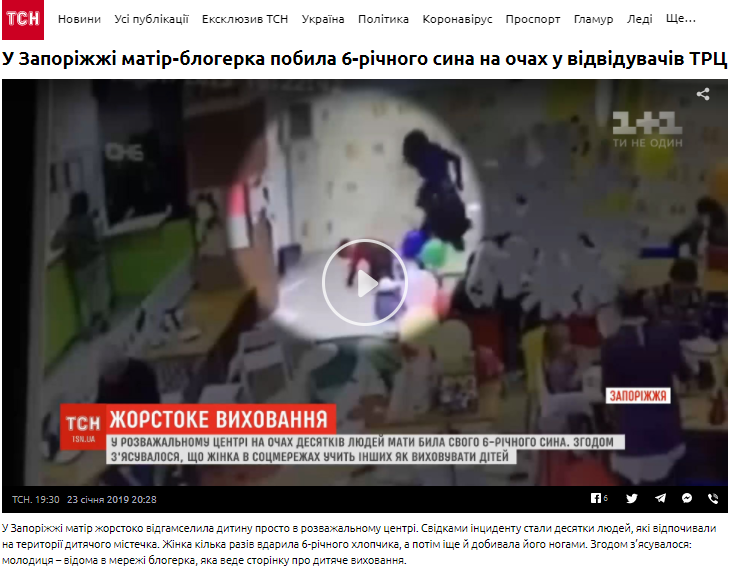 ТСН Новини Усі публікації Ексклюзив ТСН Україна Політика Коронавірус Проспорт Гламур Леді Ще...
У Запоріжжі матір-блогерка побила 6-річного сина на очах у відвідувачів ТРЦ
1+1
ТИ НЕ ОДИН
ЗАПОРІЖЖЯ
ТСН
TSN.UA
ЖОРСТОКЕ ВИХОВАННЯ
У РОЗВАЖАЛЬНОМУ ЦЕНТРІ НА ОЧАХ ДЕСЯТКІВ ЛЮДЕЙ МАТИ БИЛА СВОГО 6-РІЧНОГО СИНА. ЗГОДОМ
З'ЯСУВАЛОСЯ, ЩО ЖІНКА В СОЦМЕРЕЖАХ УЧИТЬ ІНШИХ ЯК ВИХОВУВАТИ ДІТЕЙ
ТСН. 19:30 23 січня 2019 20:28 6
У Запоріжжі матір жорстоко відгамселила дитину просто в розважальному центрі. Свідками інциденту стали десятки людей, які відпочивали
на території дитячого містечка. Жінка кілька разів вдарила 6-річного хлопчика, а потім іще й добивала його ногами. Згодом з'ясувалося:
молодиця – відома в мережі блогерка, яка веде сторінку про дитяче виховання.